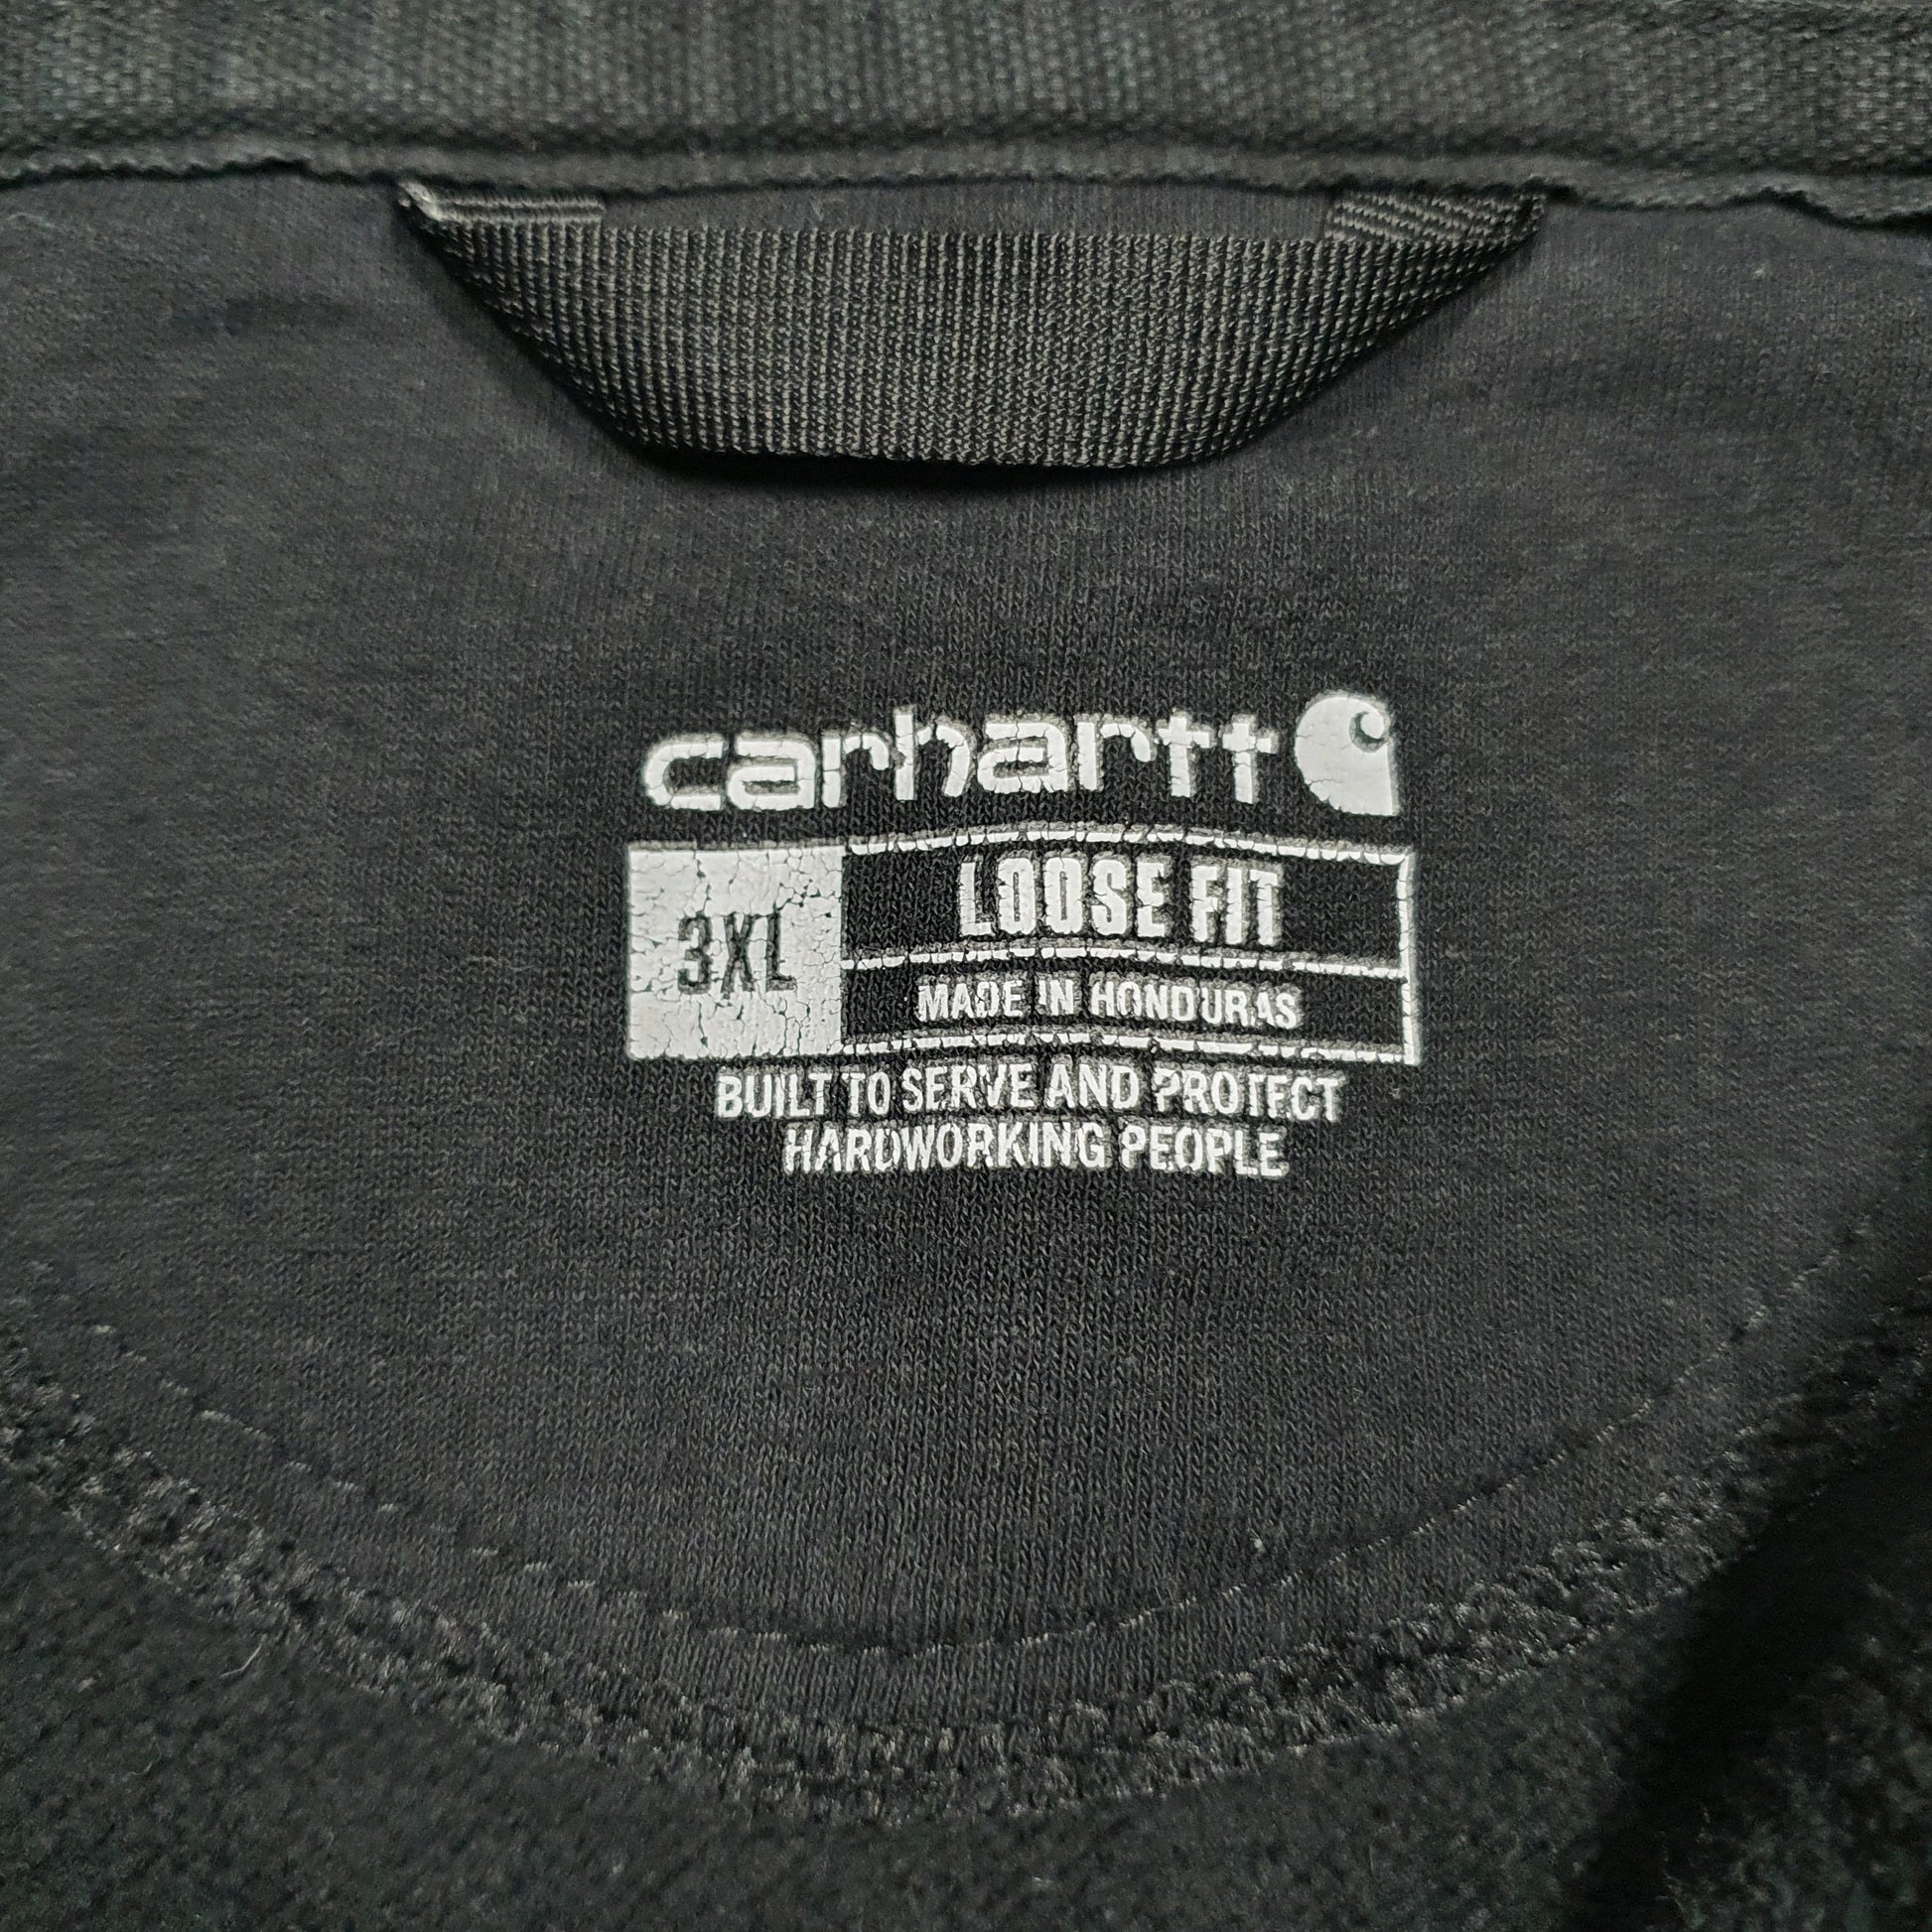 carhartt
3XL
LOOSE FIT
MADE IN HONDURAS
BUILT TO SERVE AND PROTECT
HARDWORKING PEOPLE